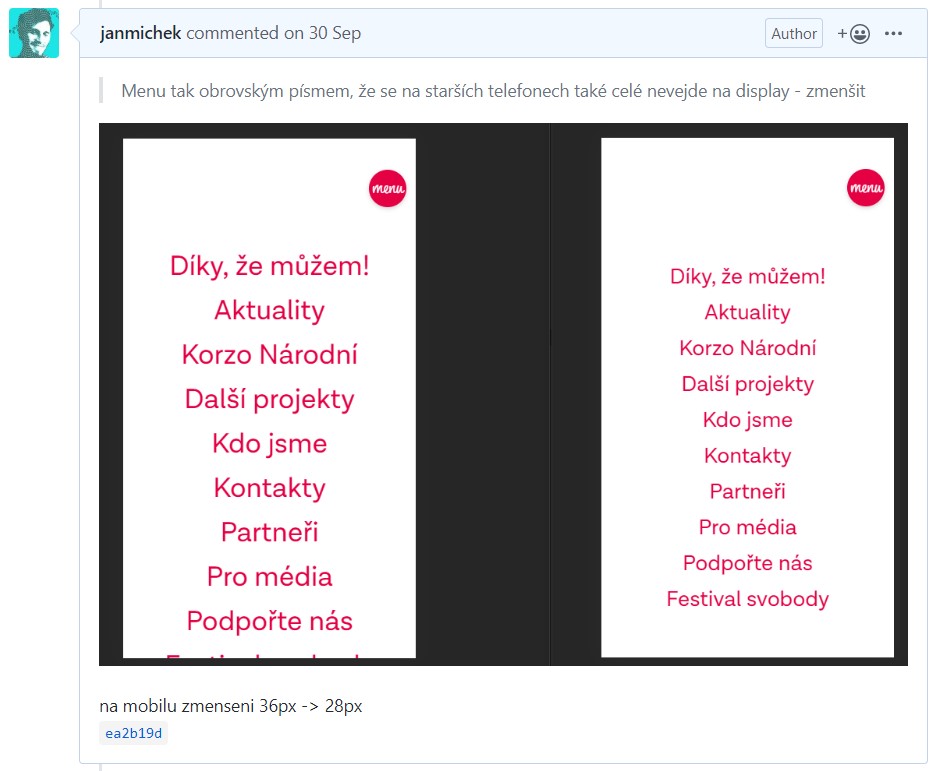 janmichek commented on 30 Sep
Author
Menu tak obrovským písmem, že se na starších telefonech také celé nevejde na display - zmenšit
menu
Díky, že můžem!
Aktuality
Korzo Národní
Další projekty
Kdo jsme
Kontakty
Partneři
Pro média
Podpořte nás
menu
Díky, že můžem!
Aktuality
Korzo Národní
Další projekty
Kdo jsme
Kontakty
Partneři
Pro média
Podpořte nás
Festival svobody
na mobilu zmenseni 36px -> 28px
ea2b19d